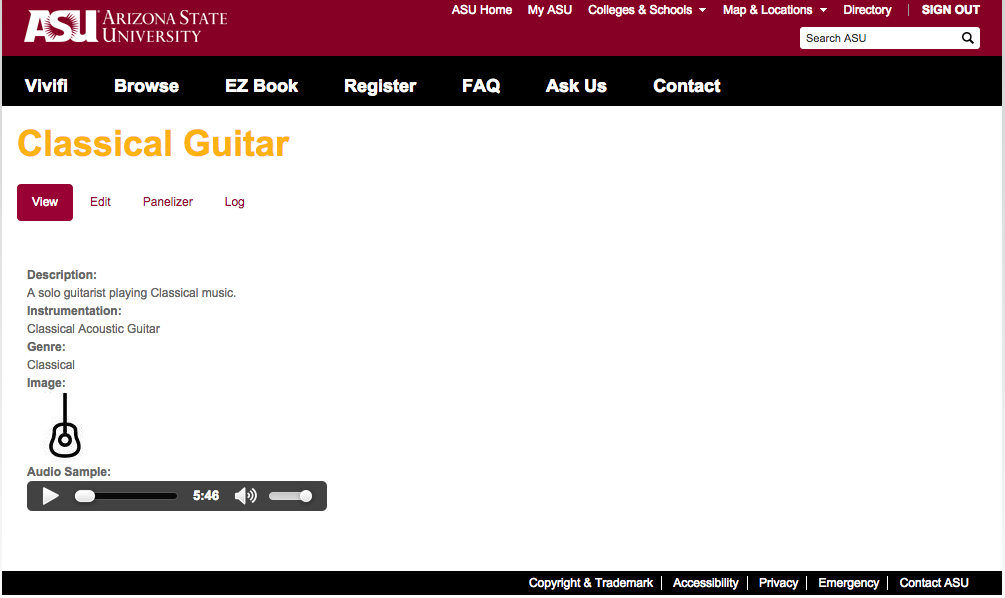 ASU ARIZONA STATE UNIVERSITY
ASU Home My ASU Colleges & Schools Map & Locations Directory SIGN OUT
Search ASU
Vivifi Browse EZ Book Register FAQ Ask Us Contact
Classical Guitar
View Edit Panelizer Log
Description:
A solo guitarist playing Classical music.
Instrumentation:
Classical Acoustic Guitar
Genre:
Classical
Image:
Audio Sample:
5:46
Copyright & Trademark Accessibility Privacy Emergency Contact ASU